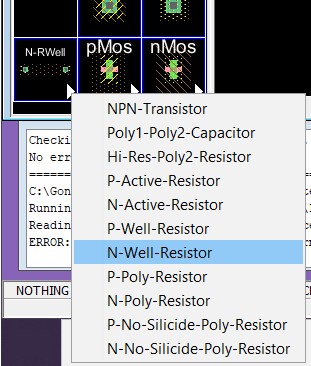 N-RWell
pMos
nMos
NPN-Transistor
Poly1-Poly2-Capacitor
Hi-Res-Poly2-Resistor
P-Active-Resistor
N-Active-Resistor
P-Well-Resistor
N-Well-Resistor
P-Poly-Resistor
N-Poly-Resistor
P-No-Silicide-Poly-Resistor
N-No-Silicide-Poly-Resistor
Checki
No err
=====
C:\Gon
Runnin
Readin
ERROR:
NOTHING